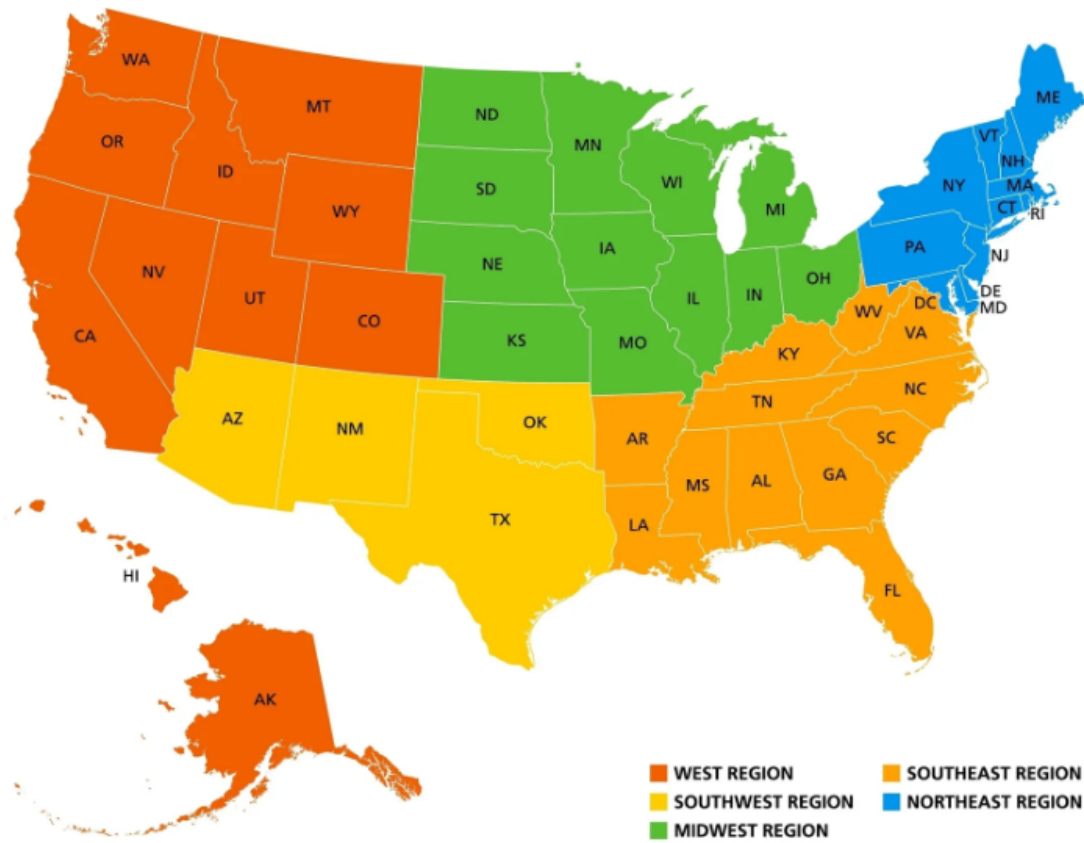 WA
MT
ND
MN
ME
OR
ID
SD
WI
MI
VT
NH
NY
MA
CT
RI
WY
NE
IA
PA
NJ
NV
UT
CO
IL
IN
OH
DE
MD
CA
KS
MO
WV
DC
VA
KY
AZ
NM
OK
AR
TN
NC
SC
TX
LA
MS
AL
GA
HI
FL
AK
WEST REGION
SOUTHWEST REGION
MIDWEST REGION
SOUTHEAST REGION
NORTHEAST REGION